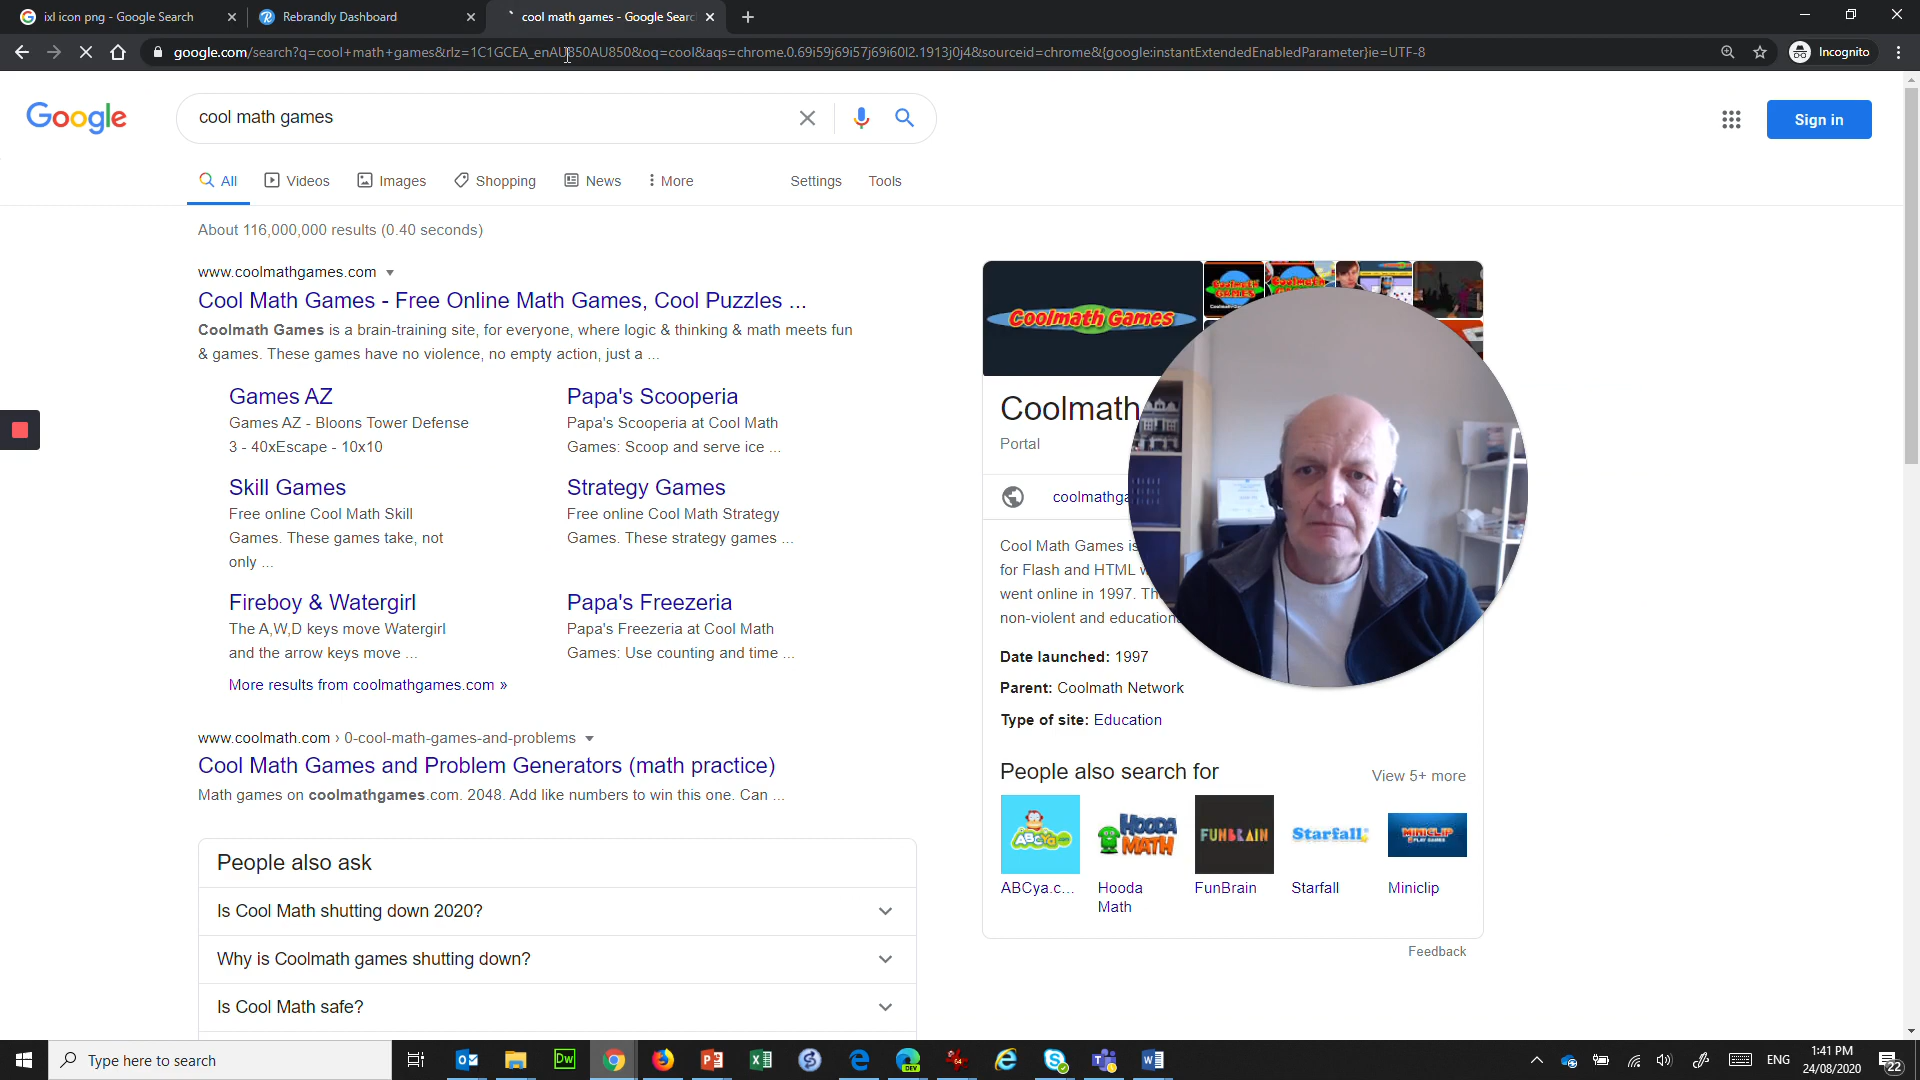 ixl icon png - Google Search
Rebrandly Dashboard
cool math games - Google Searc
google.com/search?q=cool+math+games&rlz=1C1GCEA_enAU850AU850&oq=cool&aqs=chrome.0.69i59j69i57j69i60l2.1913j0j4&sourceid=chrome&{google:instantExtendedEnabledParameter}ie=UTF-8
Incognito
Google
cool math games
Sign in
All
Videos
Images
Shopping
News
More
Settings
Tools
About 116,000,000 results (0.40 seconds)
www.coolmathgames.com
Cool Math Games - Free Online Math Games, Cool Puzzles ...
Coolmath Games is a brain-training site, for everyone, where logic & thinking & math meets fun
& games. These games have no violence, no empty action, just a ...
Games AZ
Games AZ - Bloons Tower Defense
3 - 40xEscape - 10x10
Papa's Scooperia
Papa's Scooperia at Cool Math
Games: Scoop and serve ice ...
Skill Games
Free online Cool Math Skill
Games. These games take, not
only ...
Strategy Games
Free online Cool Math Strategy
Games. These strategy games ...
Fireboy & Watergirl
The A,W,D keys move Watergirl
and the arrow keys move ...
Papa's Freezeria
Papa's Freezeria at Cool Math
Games: Use counting and time ...
More results from coolmathgames.com »
www.coolmath.com › 0-cool-math-games-and-problems
Cool Math Games and Problem Generators (math practice)
Math games on coolmathgames.com. 2048. Add like numbers to win this one. Can ...
People also ask
Is Cool Math shutting down 2020?
Why is Coolmath games shutting down?
Is Cool Math safe?
Coolmath Games
Coolmath
Portal
coolmathga
Cool Math Games is
for Flash and HTML
went online in 1997. Th
non-violent and education
Date launched: 1997
Parent: Coolmath Network
Type of site: Education
People also search for
View 5+ more
ABCya.com
HOODA MATH
FUNBRAIN
Starfall
MINICLIP
PLAY GAMES
ABCya.c...
Hooda
Math
FunBrain
Starfall
Miniclip
Feedback
Type here to search
Dw
DEV
ENG
1:41 PM
24/08/2020
22